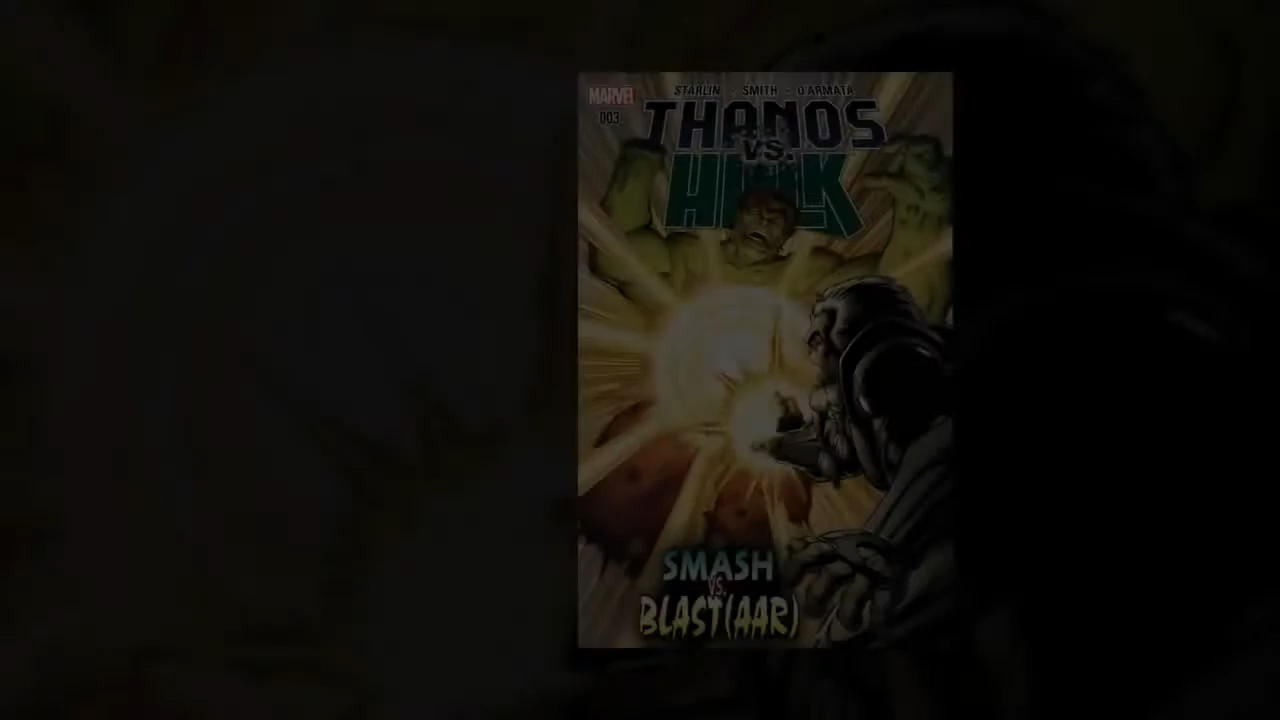 STARLIN · SMITH · D'ARMATA
MARVEL
003
THANOS
VS.
HULK
SMASH
VS.
BLAST(AAR)